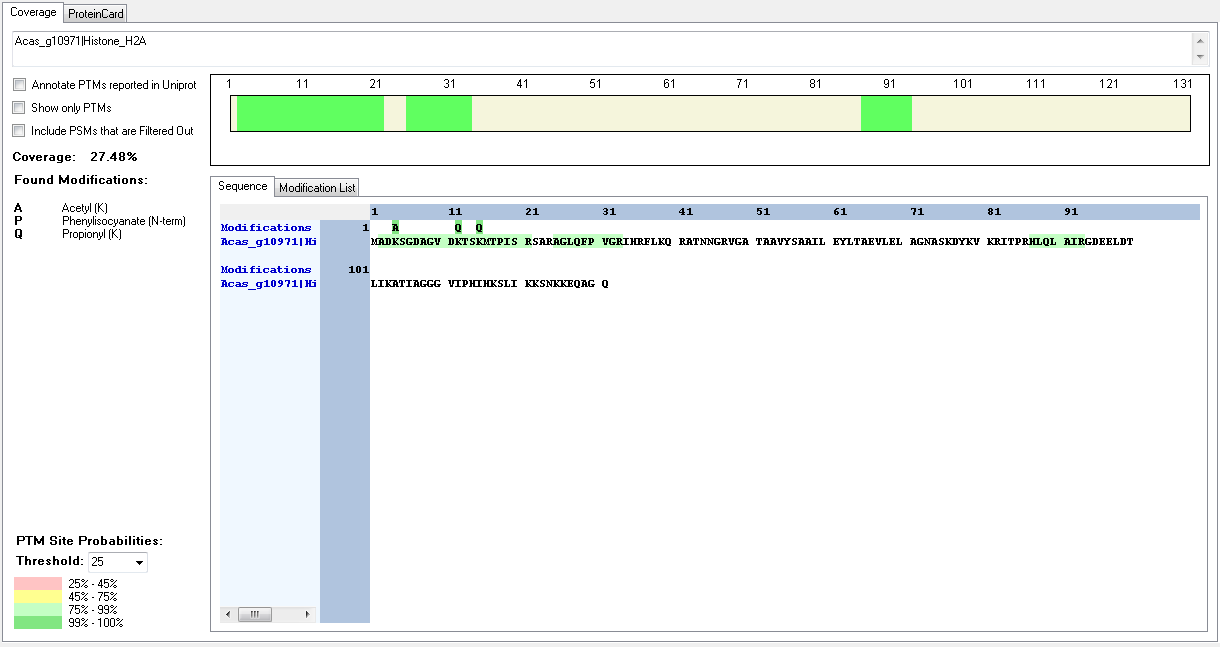 Coverage ProteinCard
Acas_g10971|Histone_H2A
Annotate PTMs reported in Uniprot
Show only PTMs
Include PSMs that are Filtered Out
Coverage: 27.48%
Found Modifications:
A Acetyl (K)
P Phenylisocyanate (N-term)
Q Propionyl (K)
1 11 21 31 41 51 61 71 81 91 101 111 121 131
Sequence Modification List
1 11 21 31 41 51 61 71 81 91
Modifications 1 A Q Q
Acas_g10971|Hi MADKSGDAGV DKTSKMTPIS RSARAGLQFP VGRIHRFLKQ RATNNGRVGA TAAVYSAAIL EYLTAEVLEL AGNASKDYKV KRITPRHLQL AIRGDEELDT
Modifications 101
Acas_g10971|Hi LIKATIAGGG VIPHIHKSLI KKSNKKEQAG Q
PTM Site Probabilities:
Threshold: 25
25% - 45%
45% - 75%
75% - 99%
99% - 100%